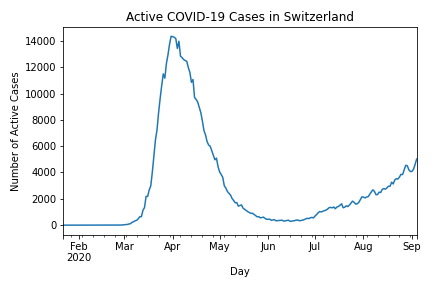 Active COVID-19 Cases in Switzerland
Number of Active Cases
14000
12000
10000
8000
6000
4000
2000
0
Feb Mar Apr May Jun Jul Aug Sep
2020
Day